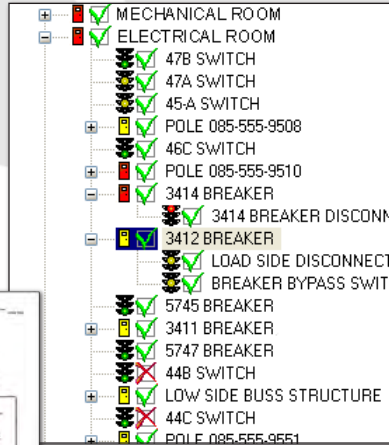 MECHANICAL ROOM
ELECTRICAL ROOM
47B SWITCH
47A SWITCH
45-A SWITCH
POLE 085-555-9508
46C SWITCH
POLE 085-555-9510
3414 BREAKER
3414 BREAKER DISCONN
3412 BREAKER
LOAD SIDE DISCONNECT
BREAKER BYPASS SWIT
5745 BREAKER
3411 BREAKER
5747 BREAKER
44B SWITCH
LOW SIDE BUSS STRUCTURE
44C SWITCH
POLE 085-555-9551